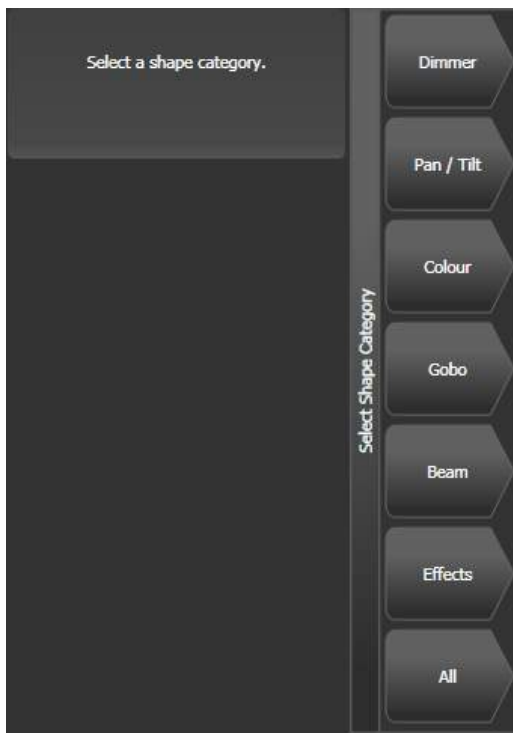 Select a shape category.
Select Shape Category
Dimmer
Pan / Tilt
Colour
Gobo
Beam
Effects
All